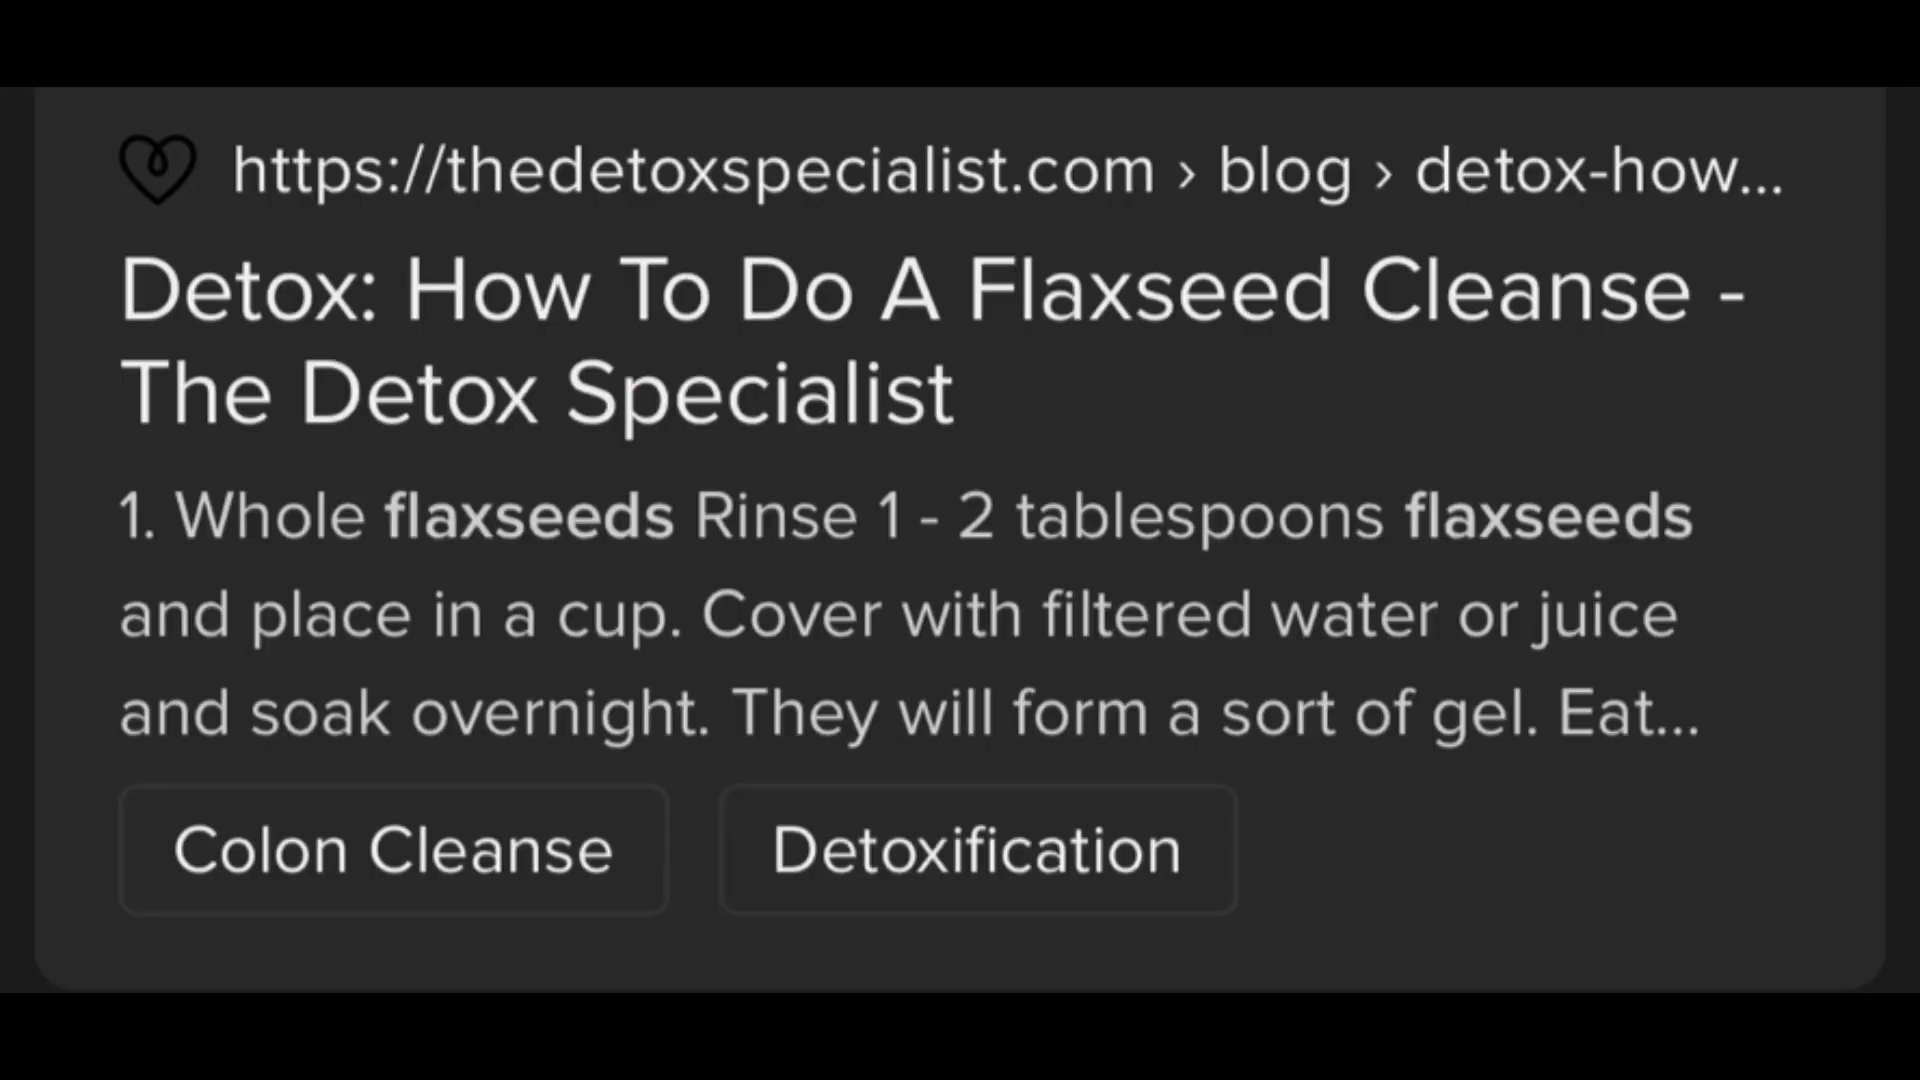 https://thedetoxspecialist.com › blog › detox-how...
Detox: How To Do A Flaxseed Cleanse -
The Detox Specialist
1. Whole flaxseeds Rinse 1 - 2 tablespoons flaxseeds
and place in a cup. Cover with filtered water or juice
and soak overnight. They will form a sort of gel. Eat...
Colon Cleanse
Detoxification